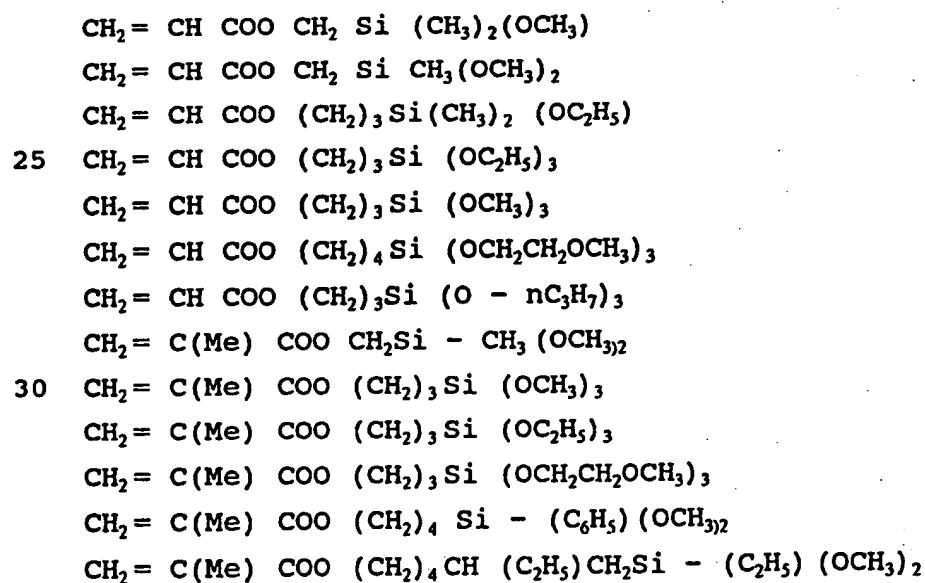 CH₂= CH COO CH₂ Si (CH₃)₂(OCH₃)
CH₂= CH COO CH₂ Si CH₃(OCH₃)₂
CH₂= CH COO (CH₂)₃Si(CH₃)₂ (OC₂H₅)
25 CH₂= CH COO (CH₂)₃Si (OC₂H₅)₃
CH₂= CH COO (CH₂)₃Si (OCH₃)₃
CH₂= CH COO (CH₂)₄Si (OCH₂CH₂OCH₃)₃
CH₂= CH COO (CH₂)₃Si (O - nC₃H₇)₃
CH₂= C(Me) COO CH₂Si - CH₃ (OCH₃₎₂
30 CH₂= C(Me) COO (CH₂)₃Si (OCH₃)₃
CH₂= C(Me) COO (CH₂)₃Si (OC₂H₅)₃
CH₂= C(Me) COO (CH₂)₃Si (OCH₂CH₂OCH₃)₃
CH₂= C(Me) COO (CH₂)₄ Si - (C₆H₅) (OCH₃₎₂
CH₂= C(Me) COO (CH₂)₄CH (C₂H₅)CH₂Si - (C₂H₅) (OCH₃)₂